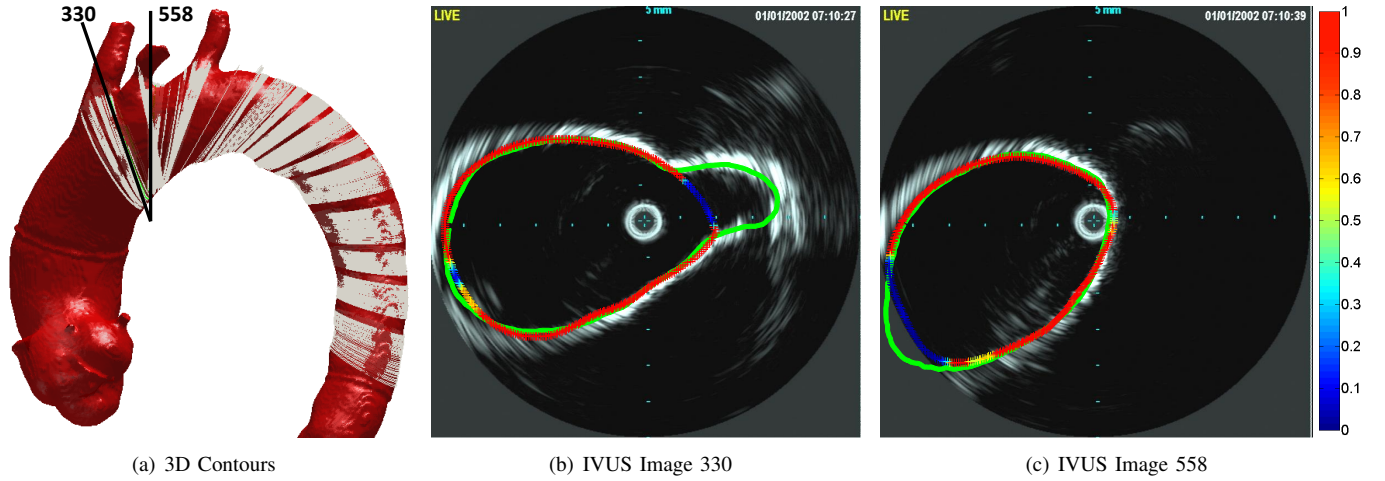 330
558
LIVE
5 mm
01/01/2002 07:10:27
LIVE
5 mm
01/01/2002 07:10:39
1
0.9
0.8
0.7
0.6
0.5
0.4
0.3
0.2
0.1
0
(a) 3D Contours
(b) IVUS Image 330
(c) IVUS Image 558